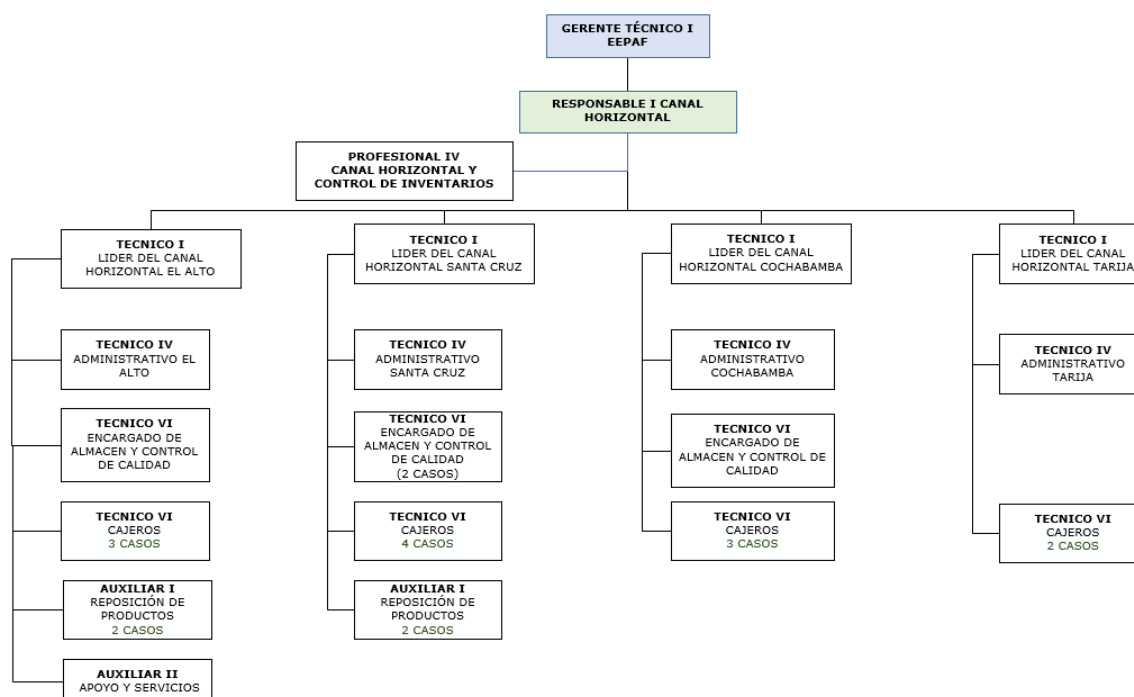 GERENTE TÉCNICO I
EEPAF
RESPONSABLE I CANAL
HORIZONTAL
PROFESIONAL IV
CANAL HORIZONTAL Y
CONTROL DE INVENTARIOS
TECNICO I
LIDER DEL CANAL
HORIZONTAL EL ALTO
TECNICO IV
ADMINISTRATIVO EL
ALTO
TECNICO VI
ENCARGADO DE
ALMACEN Y CONTROL
DE CALIDAD
TECNICO VI
CAJEROS
3 CASOS
AUXILIAR I
REPOSICIÓN DE
PRODUCTOS
2 CASOS
AUXILIAR II
APOYO Y SERVICIOS
TECNICO I
LIDER DEL CANAL
HORIZONTAL SANTA CRUZ
TECNICO IV
ADMINISTRATIVO
SANTA CRUZ
TECNICO VI
ENCARGADO DE
ALMACEN Y CONTROL
DE CALIDAD
(2 CASOS)
TECNICO VI
CAJEROS
4 CASOS
AUXILIAR I
REPOSICIÓN DE
PRODUCTOS
2 CASOS
TECNICO I
LIDER DEL CANAL
HORIZONTAL COCHABAMBA
TECNICO IV
ADMINISTRATIVO
COCHABAMBA
TECNICO VI
ENCARGADO DE
ALMACEN Y CONTROL DE
CALIDAD
TECNICO VI
CAJEROS
3 CASOS
TECNICO I
LIDER DEL CANAL
HORIZONTAL TARIJA
TECNICO IV
ADMINISTRATIVO
TARIJA
TECNICO VI
CAJEROS
2 CASOS